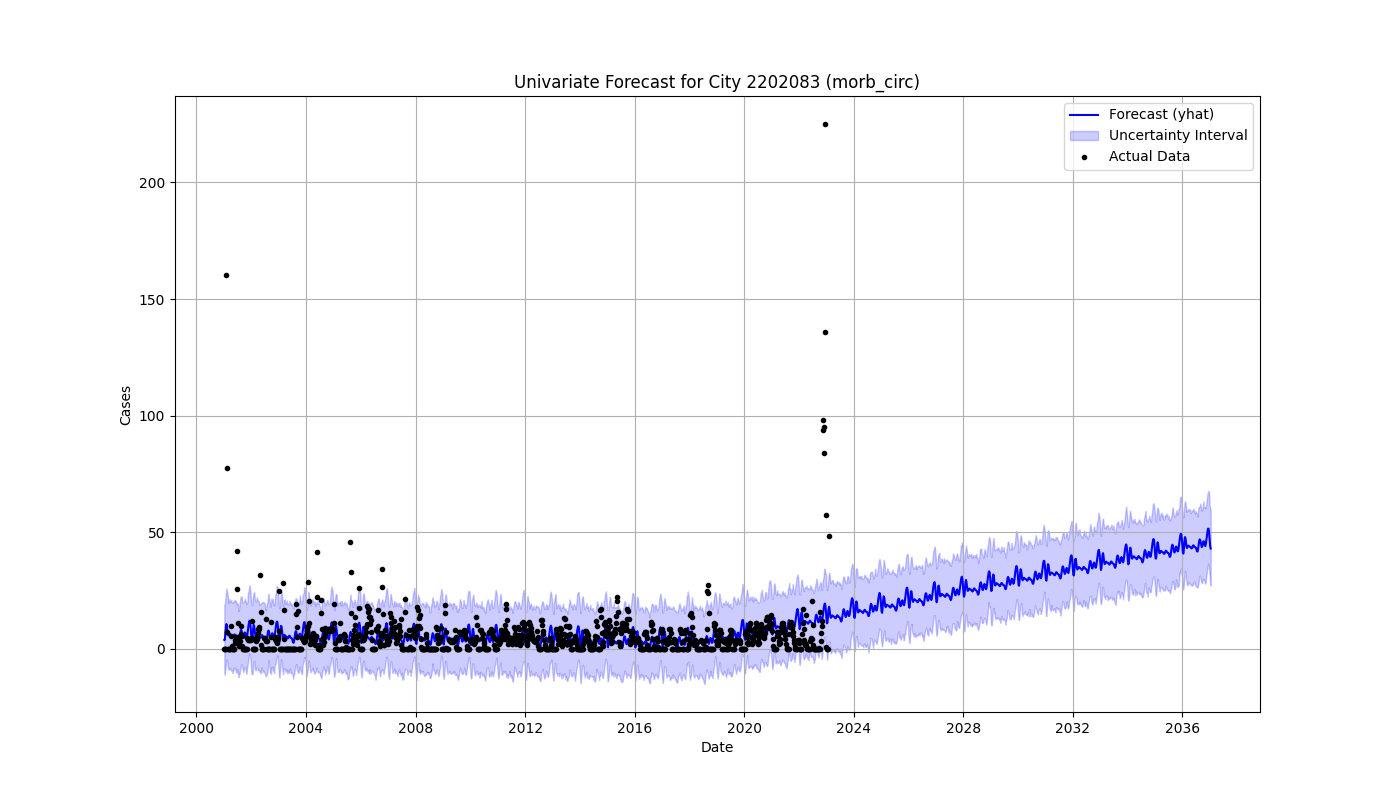 Univariate Forecast for City 2202083 (morb_circ)
Forecast (yhat)
Uncertainty Interval
Actual Data
200
150
100
50
0
Cases
2000 2004 2008 2012 2016 2020 2024 2028 2032 2036
Date